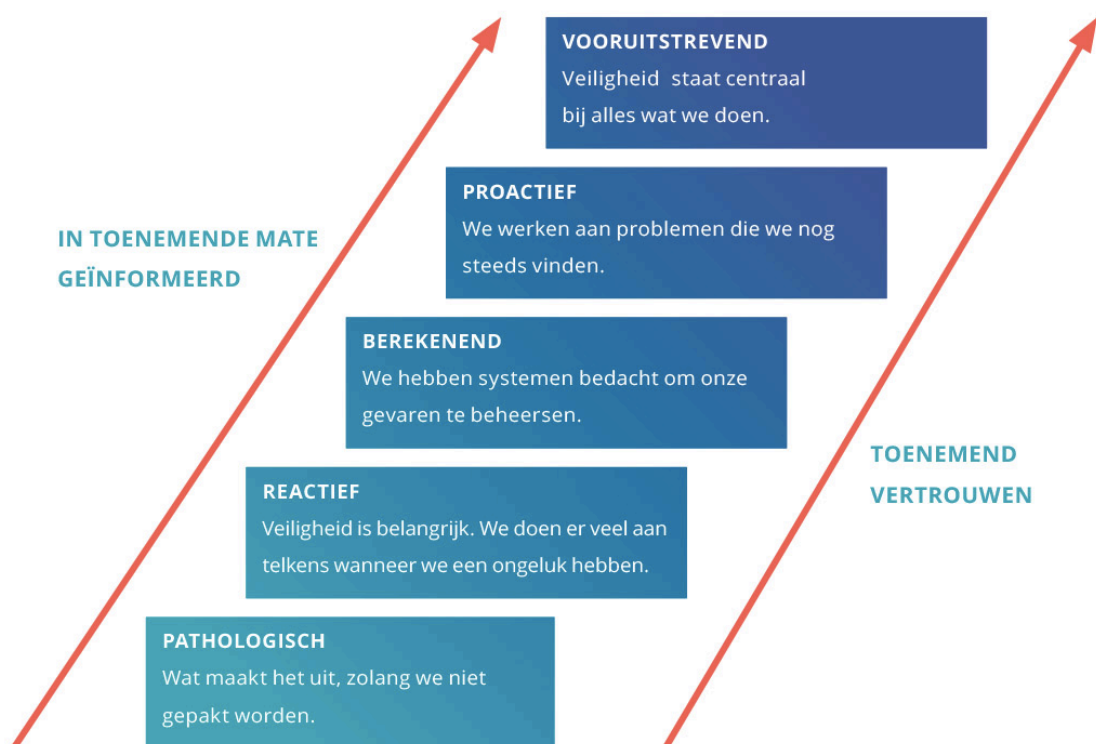 VOORUITSTREVEND
Veiligheid staat centraal
bij alles wat we doen.
PROACTIEF
We werken aan problemen die we nog
steeds vinden.
IN TOENEMENDE MATE
GEÏNFORMEERD
BEREKENEND
We hebben systemen bedacht om onze
gevaren te beheersen.
TOENEMEND
VERTROUWEN
REACTIEF
Veiligheid is belangrijk. We doen er veel aan
telkens wanneer we een ongeluk hebben.
PATHOLOGISCH
Wat maakt het uit, zolang we niet
gepakt worden.